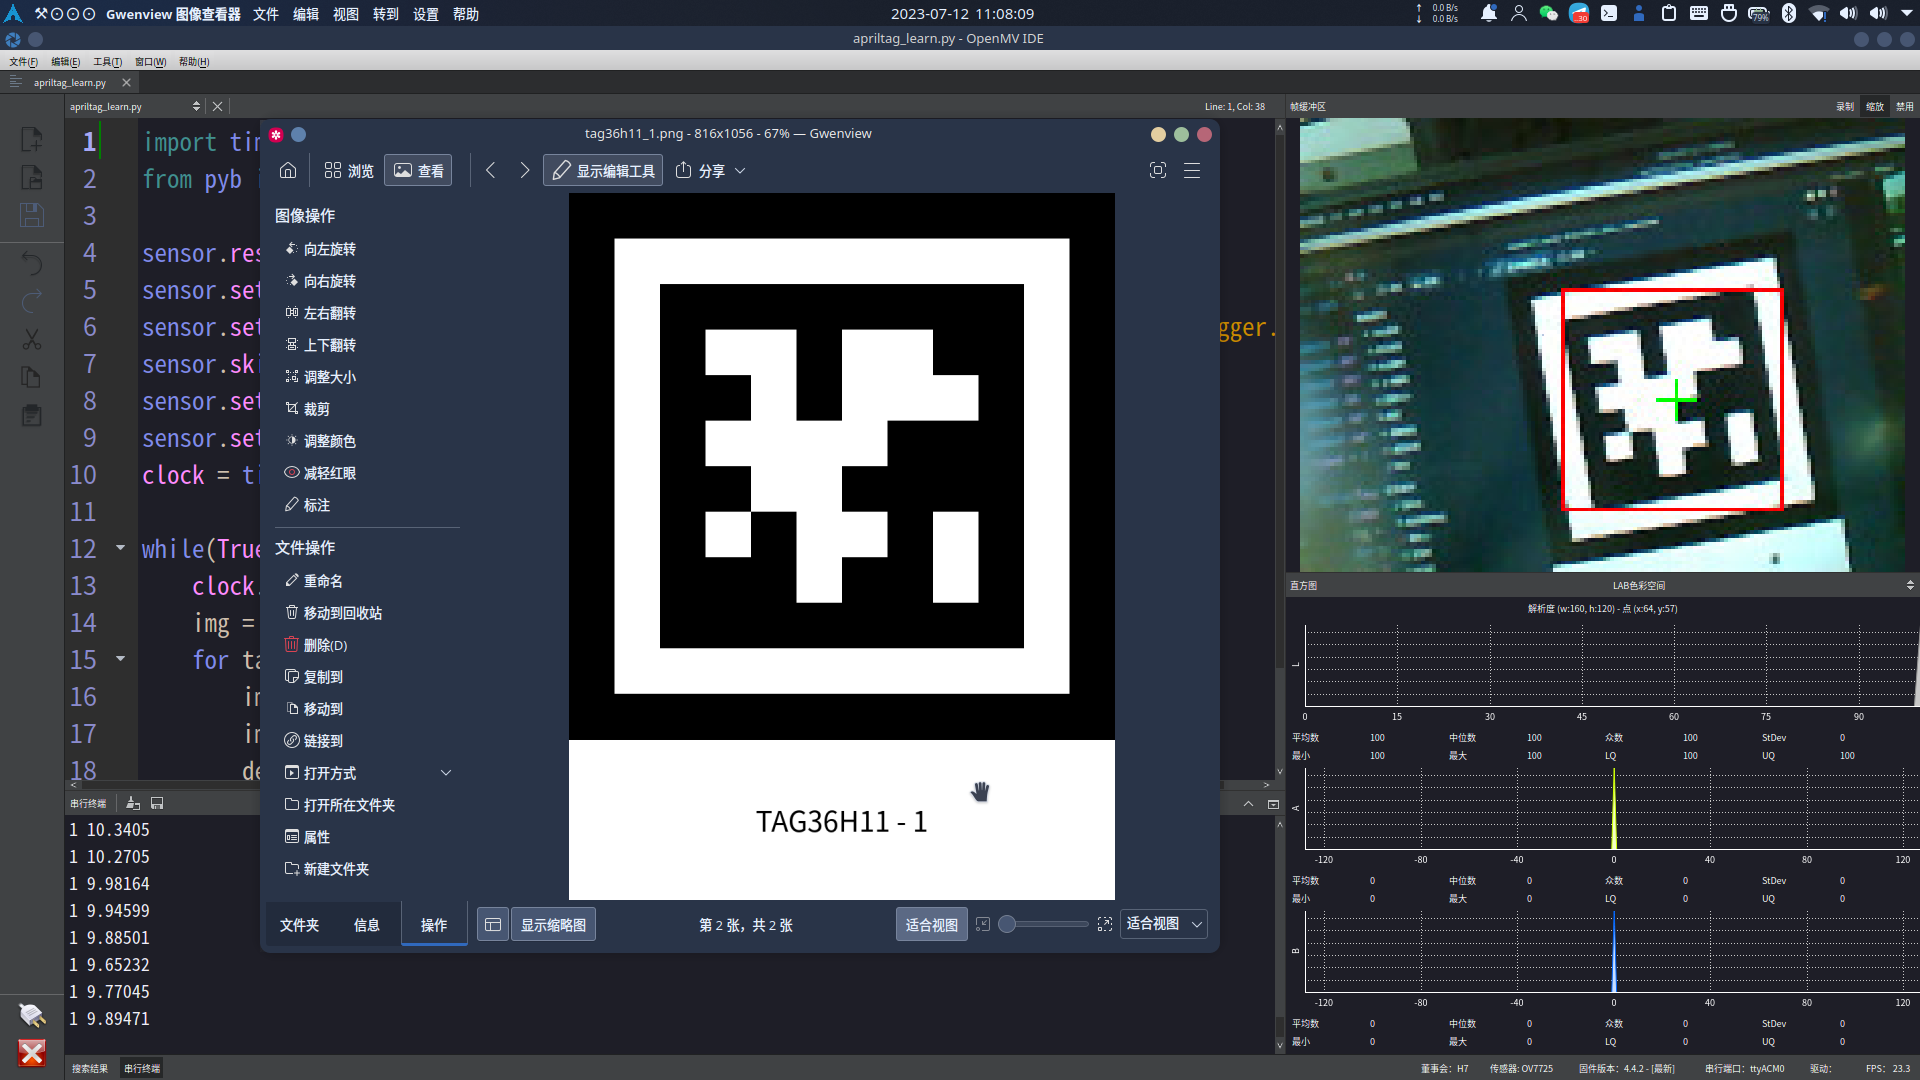 Gwenview 图像查看器 文件 编辑 视图 转到 设置 帮助
2023-07-12 11:08:09
0.0 B/s
0.0 B/s
30
79%
apriltag_learn.py - OpenMV IDE
文件(F) 编辑(E) 工具(T) 窗口(W) 帮助(H)
apriltag_learn.py
apriltag_learn.py
Line: 1, Col: 38
帧缓冲区 录制 缩放 禁用
1 import tim
2 from pyb i
3
4 sensor.res
5 sensor.set
6 sensor.set
gger.
7 sensor.ski
8 sensor.set
9 sensor.set
10 clock = ti
11
12 while(True
13 clock.
14 img =
15 for ta
16 im
17 im
18 de
tag36h11_1.png - 816x1056 - 67% — Gwenview
浏览 查看 显示编辑工具 分享
图像操作
向左旋转
向右旋转
左右翻转
上下翻转
调整大小
裁剪
调整颜色
减轻红眼
标注
文件操作
重命名
移动到回收站
删除(D)
复制到
移动到
链接到
打开方式
打开所在文件夹
属性
新建文件夹
TAG36H11 - 1
文件夹 信息 操作 显示缩略图 第 2 张，共 2 张 适合视图 适合视图
串行终端
1 10.3405
1 10.2705
1 9.98164
1 9.94599
1 9.88501
1 9.65232
1 9.77045
1 9.89471
搜索结果 串行终端
直方图 LAB色彩空间
解析度 (w:160, h:120) - 点 (x:64, y:57)
L
0 15 30 45 60 75 90
平均数 100 中位数 100 众数 100 StDev 0
最小 100 最大 100 LQ 100 UQ 100
A
-120 -80 -40 0 40 80 120
平均数 0 中位数 0 众数 0 StDev 0
最小 0 最大 0 LQ 0 UQ 0
B
-120 -80 -40 0 40 80 120
平均数 0 中位数 0 众数 0 StDev 0
最小 0 最大 0 LQ 0 UQ 0
董事会: H7 传感器: OV7725 固件版本: 4.4.2 - [最新] 串行端口: ttyACM0 驱动: FPS: 23.3